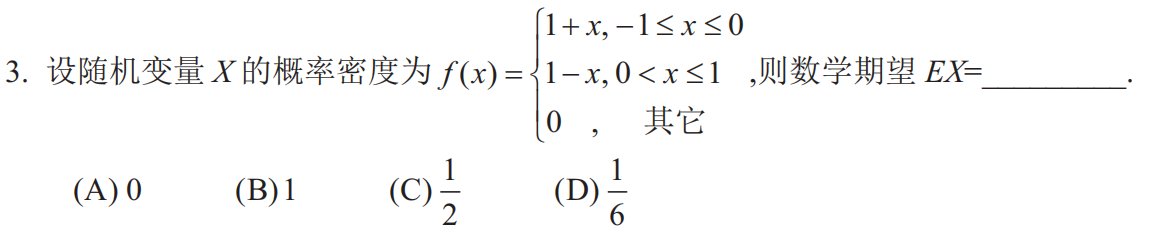 3. 设随机变量 X 的概率密度为 f(x) = { 1+x, −1 ≤ x ≤ 0
1−x, 0 < x ≤ 1
0 , 其它
,则数学期望 EX=_________.
(A) 0 (B) 1 (C) 1/2 (D) 1/6